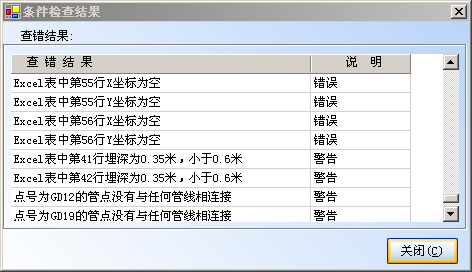 条件检查结果
查错结果:
查 错 结 果 说 明
Excel表中第55行X坐标为空 错误
Excel表中第55行Y坐标为空 错误
Excel表中第56行X坐标为空 错误
Excel表中第56行Y坐标为空 错误
Excel表中第41行埋深为0.35米，小于0.6米 警告
Excel表中第42行埋深为0.35米，小于0.6米 警告
点号为GD12的管点没有与任何管线相连接 警告
点号为GD19的管点没有与任何管线相连接 警告
关闭(C)